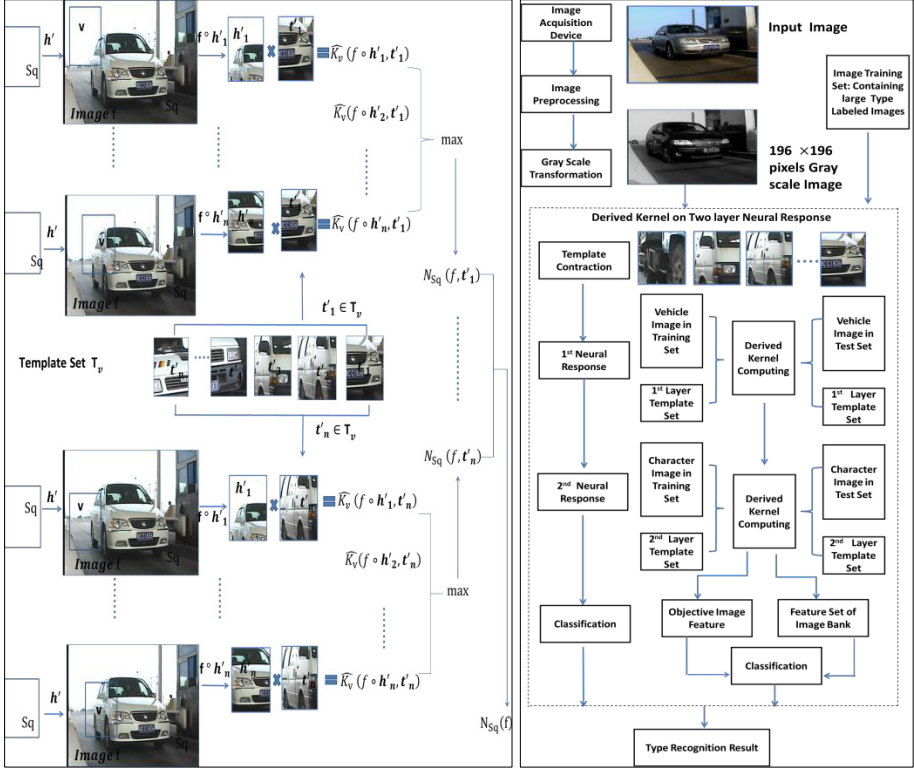 h'
Sq
v
Image f
Sq
f∘h'₁
h'₁
t'₁
K̂ᵥ(f∘h'₁, t'₁)
K̂ᵥ(f∘h'₂, t'₁)
max
h'
Sq
v
Image f
f∘h'ₙ
h'ₙ
K̂ᵥ(f∘h'ₙ, t'₁)
N_Sq(f, t'₁)
t'₁ ∈ Tᵥ
Template Set Tᵥ
t'ₙ
t'ₙ ∈ Tᵥ
N_Sq(f, t'ₙ)
h'
Sq
v
Image f
Sq
f∘h'₁
h'₁
K̂ᵥ(f∘h'₁, t'ₙ)
K̂ᵥ(f∘h'₂, t'ₙ)
max
h'
Sq
v
Image f
Sq
f∘h'ₙ
h'ₙ
K̂ᵥ(f∘h'ₙ, t'ₙ)
N_Sq(f)
Image
Acquisition
Device
Input Image
Image
Preprocessing
Gray Scale
Transformation
196 ×196
pixels Gray
scale Image
Image Training
Set: Containing
large Type
Labeled Images
Derived Kernel on Two layer Neural Response
Template
Contraction
1st Neural
Response
Vehicle
Image in
Training
Set
1st Layer
Template
Set
Derived
Kernel
Computing
Vehicle
Image in
Test Set
1st Layer
Template
Set
2nd Neural
Response
Character
Image in
Training
Set
2nd Layer
Template
Set
Derived
Kernel
Computing
Character
Image in
Test Set
2nd Layer
Template
Set
Classification
Objective Image
Feature
Feature Set of
Image Bank
Classification
Type Recognition
Result